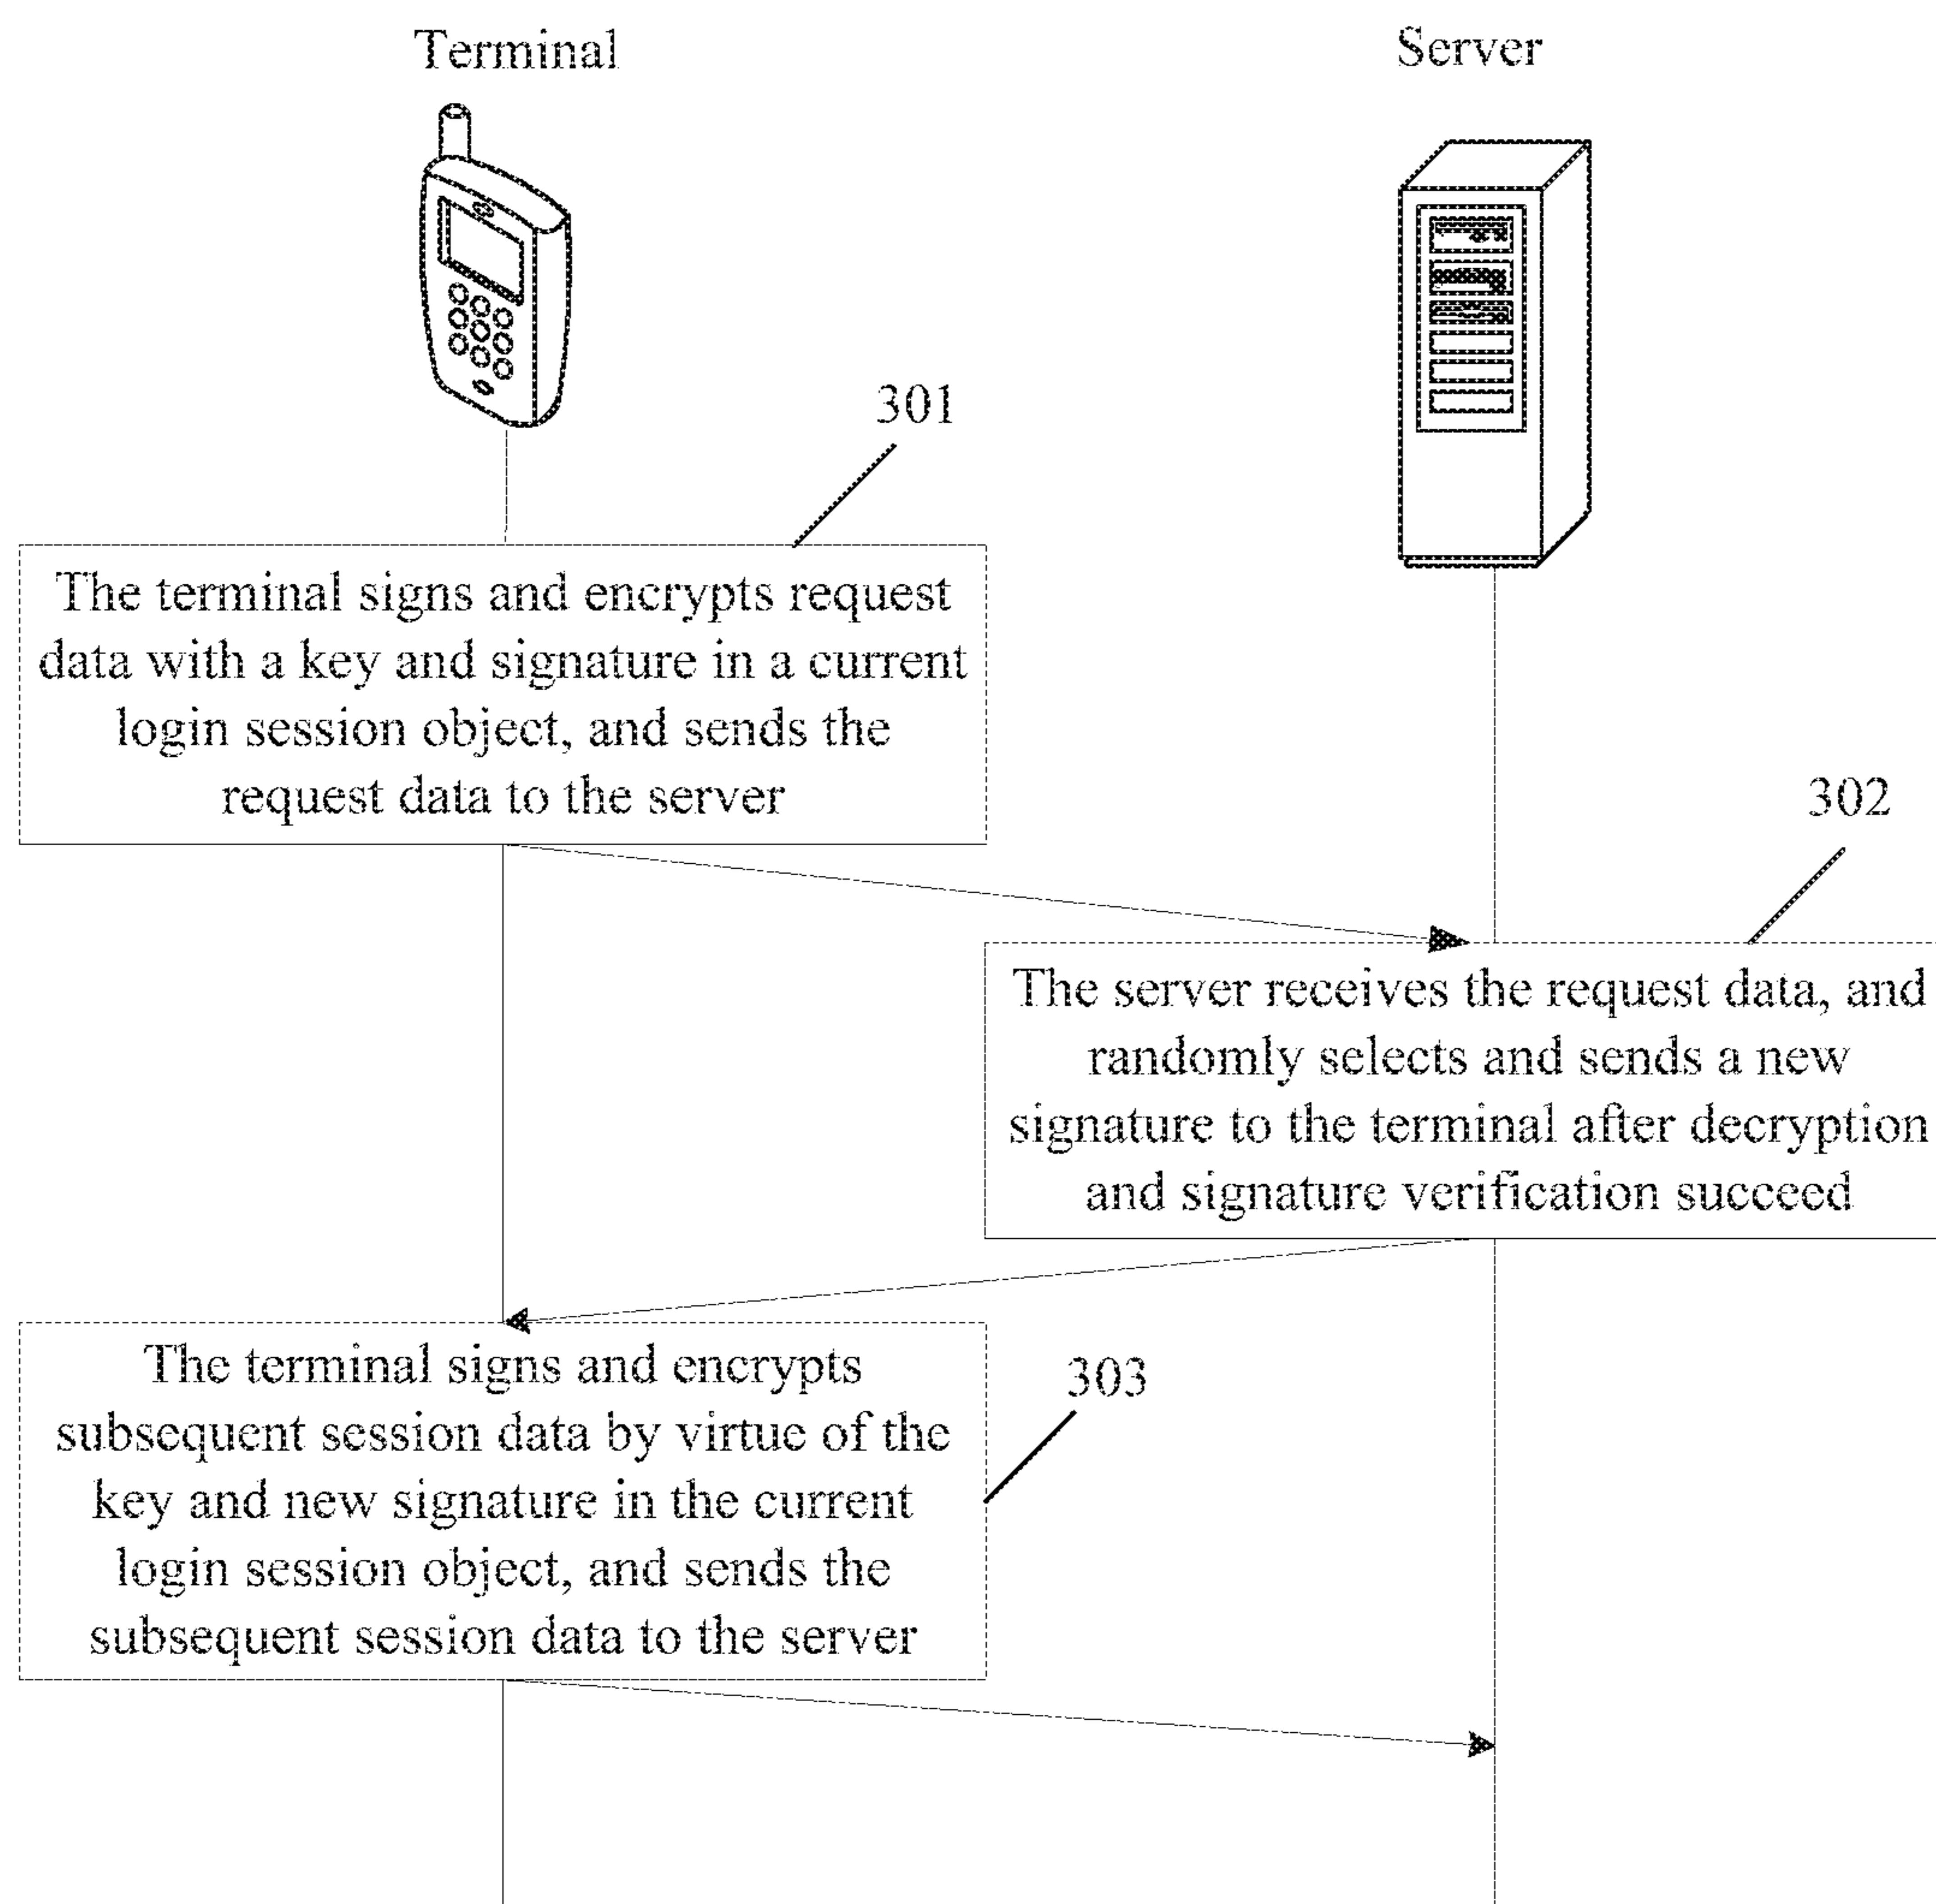 Terminal
Server
301
The terminal signs and encrypts request
data with a key and signature in a current
login session object, and sends the
request data to the server
302
The server receives the request data, and
randomly selects and sends a new
signature to the terminal after decryption
and signature verification succeed
The terminal signs and encrypts
subsequent session data by virtue of the
key and new signature in the current
login session object, and sends the
subsequent session data to the server
303